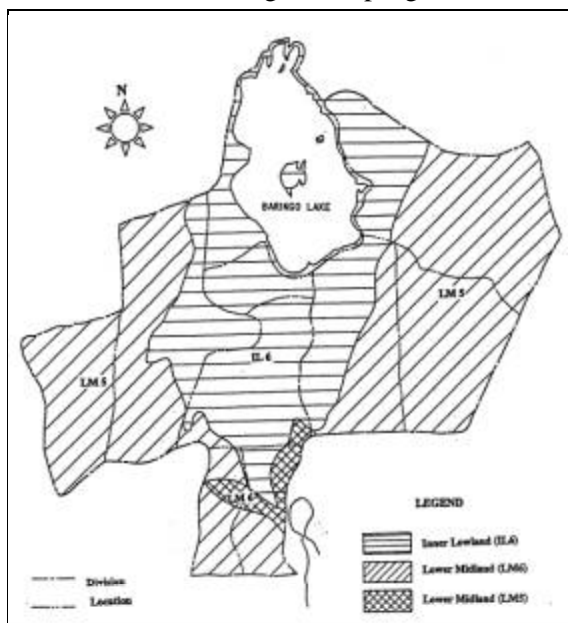 N
BARINGO LAKE
LM 5
IL 6
LM 5
LM 6
LEGEND
Inner Lowland (IL6)
Lower Midland (LM6)
Lower Midland (LM5)
Division
Location